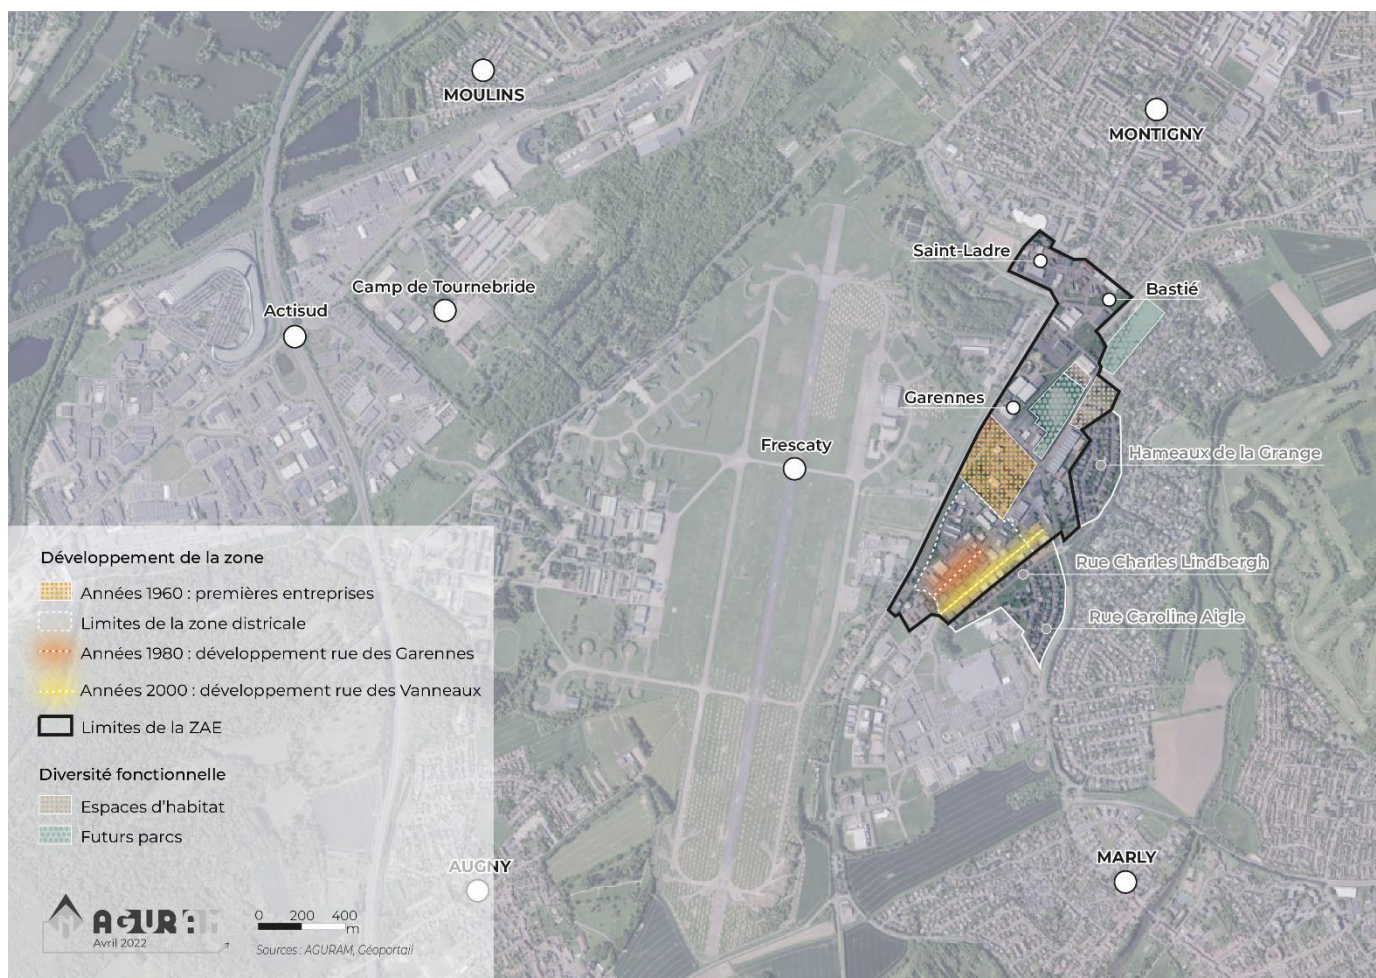 MOULINS
MONTIGNY
Saint-Ladre
Bastié
Camp de Tournebride
Actisud
Garennes
Frescaty
Hameaux de la Grange
Rue Charles Lindbergh
Rue Caroline Aigle
Développement de la zone
Années 1960 : premières entreprises
Limites de la zone districale
Années 1980 : développement rue des Garennes
Années 2000 : développement rue des Vanneaux
Limites de la ZAE
Diversité fonctionnelle
Espaces d'habitat
Futurs parcs
AUGNY
MARLY
AGURAM
Avril 2022
0 200 400
m
Sources : AGURAM, Géoportail